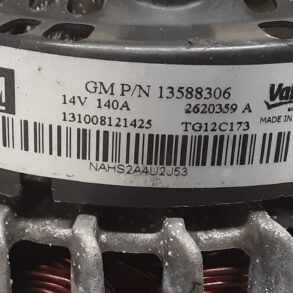 GM P/N 13588306
14V 140A 2620359 A
131008121425 TG12C173 MADE IN
NAHS2A4U2J53